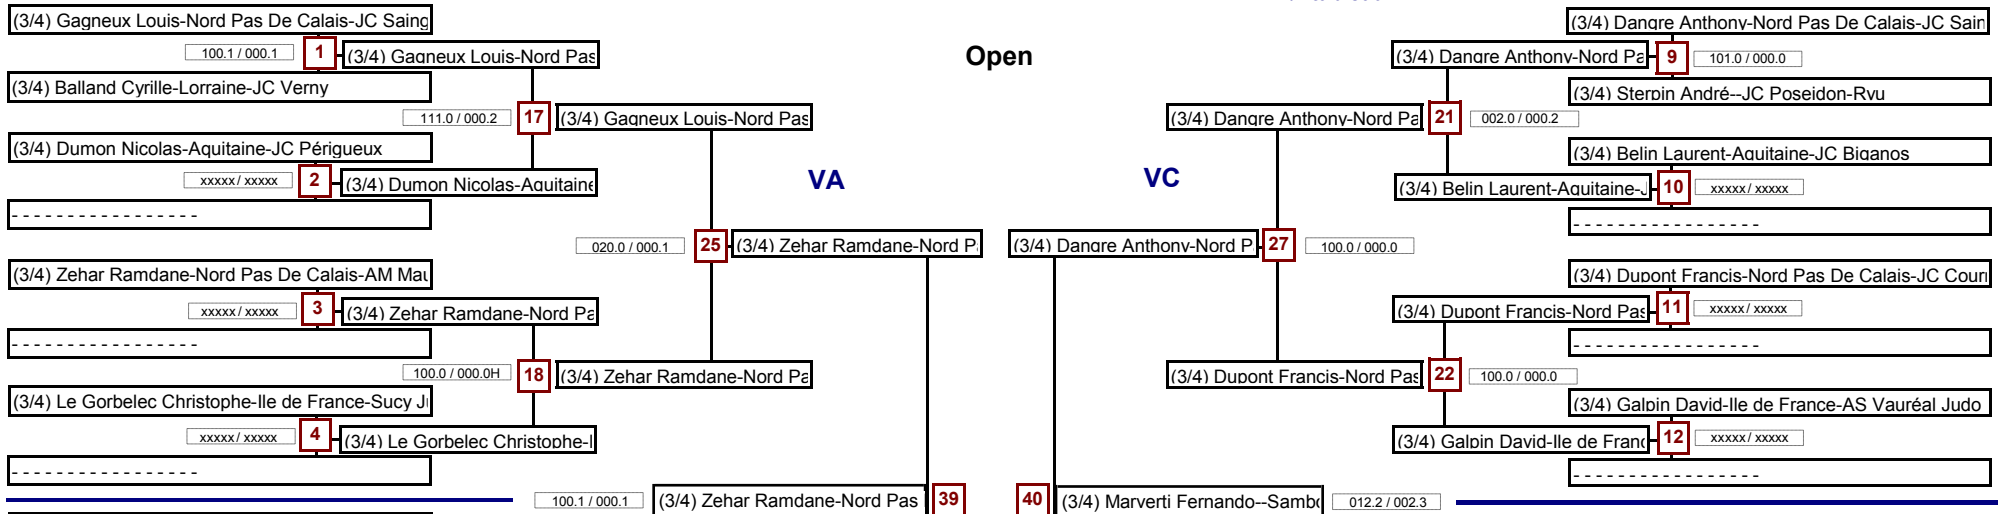 (3/4) Gagneux Louis-Nord Pas De Calais-JC Saing
(3/4) Dangre Anthony-Nord Pas De Calais-JC Sain
100.1 / 000.1 1 (3/4) Gagneux Louis-Nord Pas
Open
(3/4) Dangre Anthony-Nord Pa 9 101.0 / 000.0
(3/4) Balland Cyrille-Lorraine-JC Verny
(3/4) Sterpin André--JC Poseidon-Ryu
111.0 / 000.2 17 (3/4) Gagneux Louis-Nord Pas
(3/4) Dangre Anthony-Nord Pa 21 002.0 / 000.2
(3/4) Dumon Nicolas-Aquitaine-JC Périgueux
(3/4) Belin Laurent-Aquitaine-JC Biganos
xxxxx / xxxxx 2 (3/4) Dumon Nicolas-Aquitaine
VA
VC
(3/4) Belin Laurent-Aquitaine-J 10 xxxxx / xxxxx
- - - - - - - - - - - - - - - - -
- - - - - - - - - - - - - - - - -
020.0 / 000.1 25 (3/4) Zehar Ramdane-Nord P
(3/4) Dangre Anthony-Nord P 27 100.0 / 000.0
(3/4) Zehar Ramdane-Nord Pas De Calais-AM Mau
(3/4) Dupont Francis-Nord Pas De Calais-JC Cour
xxxxx / xxxxx 3 (3/4) Zehar Ramdane-Nord Pa
(3/4) Dupont Francis-Nord Pas 11 xxxxx / xxxxx
- - - - - - - - - - - - - - - - -
- - - - - - - - - - - - - - - - -
100.0 / 000.0H 18 (3/4) Zehar Ramdane-Nord Pa
(3/4) Dupont Francis-Nord Pas 22 100.0 / 000.0
(3/4) Le Gorbelec Christophe-Ile de France-Sucy J
(3/4) Galpin David-Ile de France-AS Vauréal Judo
xxxxx / xxxxx 4 (3/4) Le Gorbelec Christophe-I
(3/4) Galpin David-Ile de Franc 12 xxxxx / xxxxx
- - - - - - - - - - - - - - - - -
- - - - - - - - - - - - - - - - -
100.1 / 000.1 (3/4) Zehar Ramdane-Nord Pas 39
40 (3/4) Marverti Fernando--Sambo 012.2 / 002.3